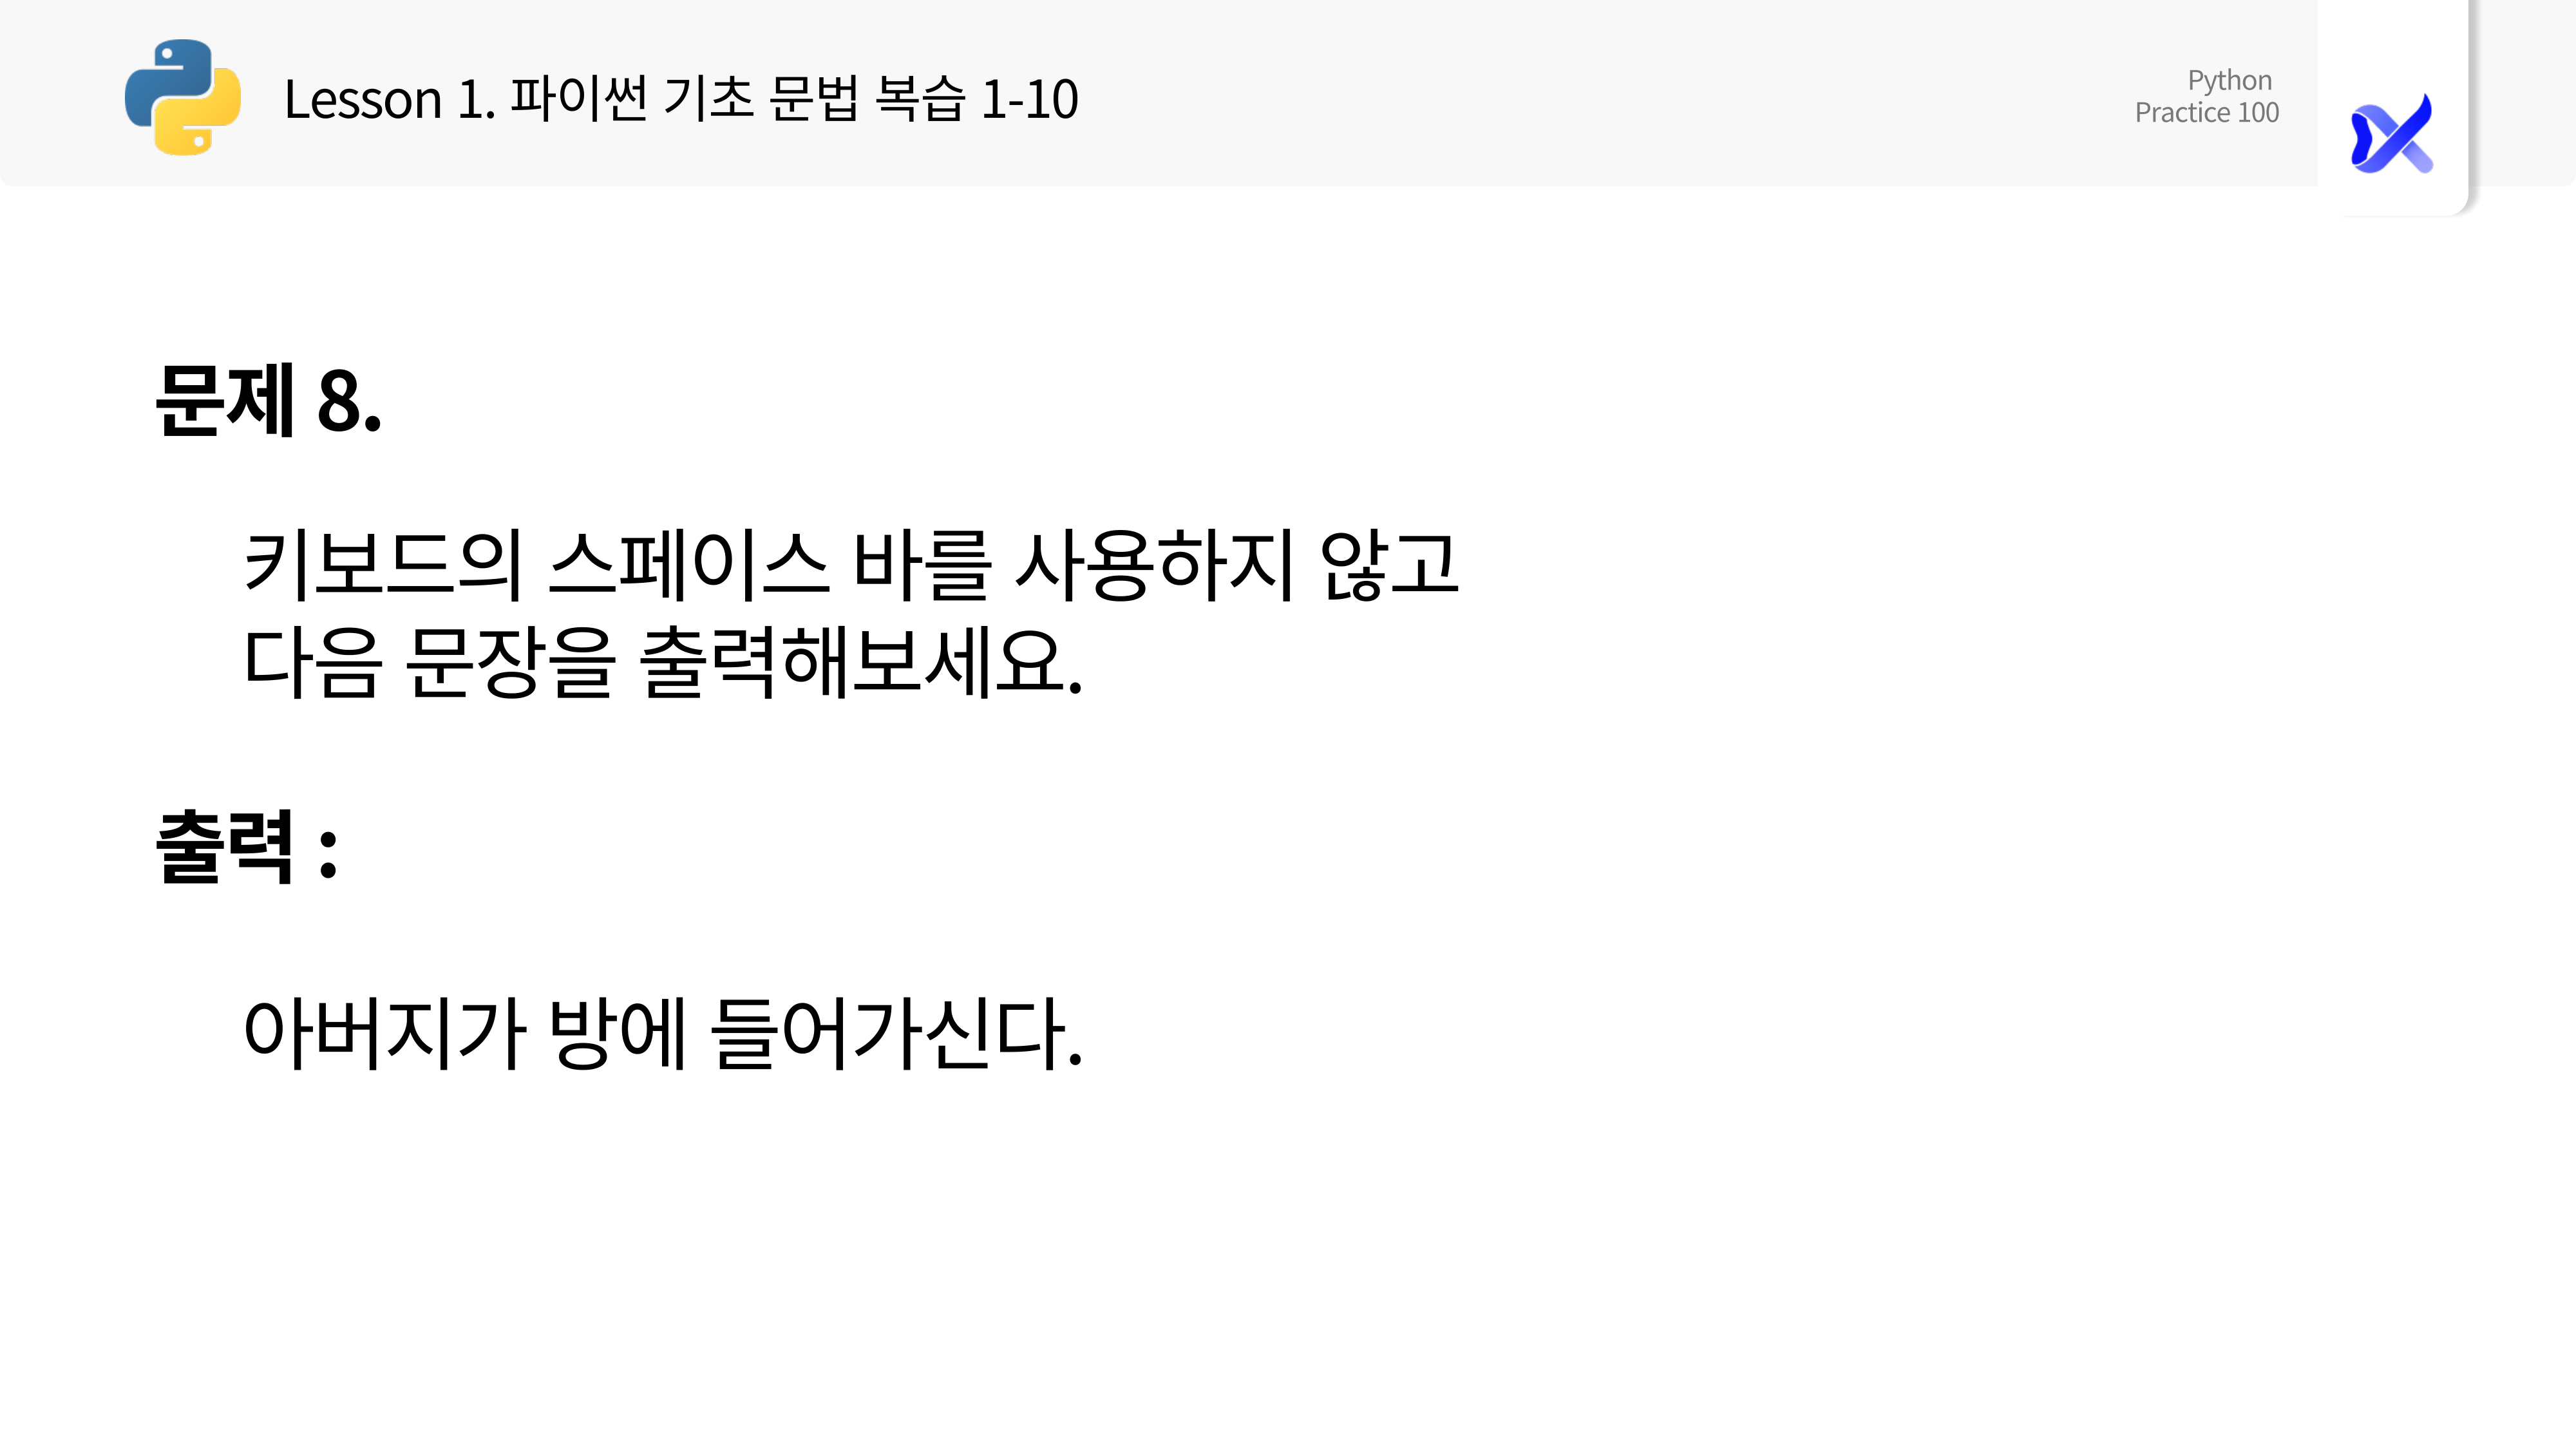 Lesson 1. 파이썬 기초 문법 복습 1-10
Python
Practice 100
문제 8.
키보드의 스페이스 바를 사용하지 않고
다음 문장을 출력해보세요.
출력 :
아버지가 방에 들어가신다.